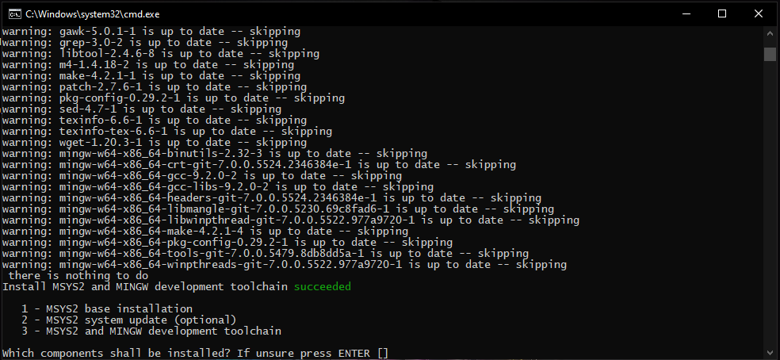 C:\Windows\system32\cmd.exe
warning: gawk-5.0.1-1 is up to date -- skipping
warning: grep-3.0-2 is up to date -- skipping
warning: libtool-2.4.6-8 is up to date -- skipping
warning: m4-1.4.18-2 is up to date -- skipping
warning: make-4.2.1-1 is up to date -- skipping
warning: patch-2.7.6-1 is up to date -- skipping
warning: pkg-config-0.29.2-1 is up to date -- skipping
warning: sed-4.7-1 is up to date -- skipping
warning: texinfo-6.6-1 is up to date -- skipping
warning: texinfo-tex-6.6-1 is up to date -- skipping
warning: wget-1.20.3-1 is up to date -- skipping
warning: mingw-w64-x86_64-binutils-2.32-3 is up to date -- skipping
warning: mingw-w64-x86_64-crt-git-7.0.0.5524.2346384e-1 is up to date -- skipping
warning: mingw-w64-x86_64-gcc-9.2.0-2 is up to date -- skipping
warning: mingw-w64-x86_64-gcc-libs-9.2.0-2 is up to date -- skipping
warning: mingw-w64-x86_64-headers-git-7.0.0.5524.2346384e-1 is up to date -- skipping
warning: mingw-w64-x86_64-libmangle-git-7.0.0.5230.69c8fad6-1 is up to date -- skipping
warning: mingw-w64-x86_64-libwinpthread-git-7.0.0.5522.977a9720-1 is up to date -- skipping
warning: mingw-w64-x86_64-make-4.2.1-4 is up to date -- skipping
warning: mingw-w64-x86_64-pkg-config-0.29.2-1 is up to date -- skipping
warning: mingw-w64-x86_64-tools-git-7.0.0.5479.8db8dd5a-1 is up to date -- skipping
warning: mingw-w64-x86_64-winpthreads-git-7.0.0.5522.977a9720-1 is up to date -- skipping
there is nothing to do
Install MSYS2 and MINGW development toolchain succeeded
1 - MSYS2 base installation
2 - MSYS2 system update (optional)
3 - MSYS2 and MINGW development toolchain
Which components shall be installed? If unsure press ENTER []